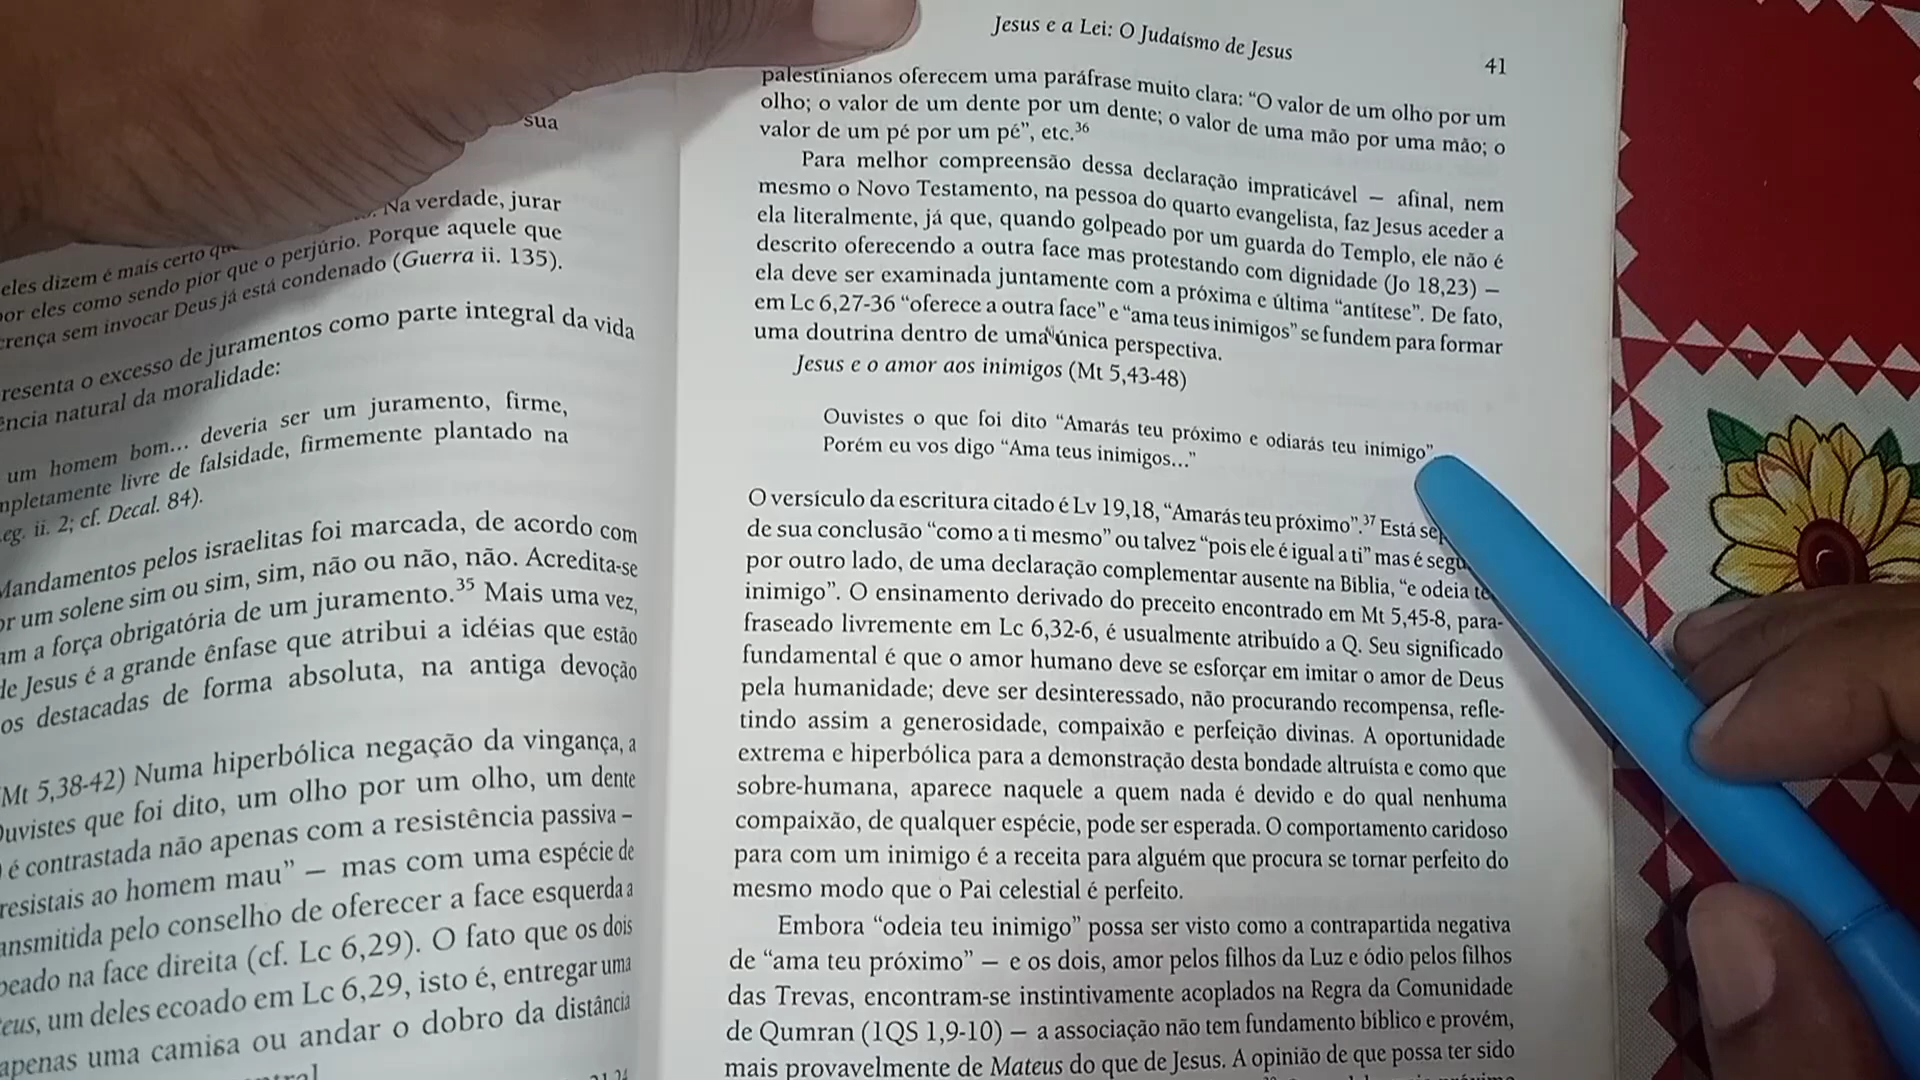 sua
Na verdade, jurar
eles dizem é mais certo
por eles como sendo pior que o perjúrio. Porque aquele que
sem invocar Deus já está condenado (Guerra ii. 135).
o excesso de juramentos como parte integral da vida
natural da moralidade:
um homem bom... deveria ser um juramento, firme,
livre de falsidade, firmemente plantado na
ii. 2; cf. Decal. 84).
Mandamentos pelos israelitas foi marcada, de acordo com
um solene sim ou sim, sim, não ou não, não. Acredita-se
a força obrigatória de um juramento.³⁵ Mais uma vez,
de Jesus é a grande ênfase que atribui a idéias que estão
destacadas de forma absoluta, na antiga devoção
(Mt 5,38-42) Numa hiperbólica negação da vingança, a
Ouvistes que foi dito, um olho por um olho, um dente
é contrastada não apenas com a resistência passiva –
resistais ao homem mau” — mas com uma espécie de
pelo conselho de oferecer a face esquerda a
na face direita (cf. Lc 6,29). O fato que os dois
um deles ecoado em Lc 6,29, isto é, entregar uma
apenas uma camisa ou andar o dobro da distância
Jesus e a Lei: O Judaísmo de Jesus
41
palestinianos oferecem uma paráfrase muito clara: “O valor de um olho por um
olho; o valor de um dente por um dente; o valor de uma mão por uma mão; o
valor de um pé por um pé”, etc.³⁶
Para melhor compreensão dessa declaração impraticável — afinal, nem
mesmo o Novo Testamento, na pessoa do quarto evangelista, faz Jesus aceder a
ela literalmente, já que, quando golpeado por um guarda do Templo, ele não é
descrito oferecendo a outra face mas protestando com dignidade (Jo 18,23) —
ela deve ser examinada juntamente com a próxima e última “antítese”. De fato,
em Lc 6,27-36 “oferece a outra face” e “ama teus inimigos” se fundem para formar
uma doutrina dentro de uma única perspectiva.
Jesus e o amor aos inimigos (Mt 5,43-48)
Ouvistes o que foi dito “Amarás teu próximo e odiarás teu inimigo”.
Porém eu vos digo “Ama teus inimigos...”
O versículo da escritura citado é Lv 19,18, “Amarás teu próximo”.³⁷ Está
de sua conclusão “como a ti mesmo” ou talvez “pois ele é igual a ti” mas é
por outro lado, de uma declaração complementar ausente na Bíblia, “e odeia
inimigo”. O ensinamento derivado do preceito encontrado em Mt 5,45-8, para-
fraseado livremente em Lc 6,32-6, é usualmente atribuído a Q. Seu significado
fundamental é que o amor humano deve se esforçar em imitar o amor de Deus
pela humanidade; deve ser desinteressado, não procurando recompensa, refle-
tindo assim a generosidade, compaixão e perfeição divinas. A oportunidade
extrema e hiperbólica para a demonstração desta bondade altruísta e como que
sobre-humana, aparece naquele a quem nada é devido e do qual nenhuma
compaixão, de qualquer espécie, pode ser esperada. O comportamento caridoso
para com um inimigo é a receita para alguém que procura se tornar perfeito do
mesmo modo que o Pai celestial é perfeito.
Embora “odeia teu inimigo” possa ser visto como a contrapartida negativa
de “ama teu próximo” — e os dois, amor pelos filhos da Luz e ódio pelos filhos
das Trevas, encontram-se instintivamente acoplados na Regra da Comunidade
de Qumran (1QS 1,9-10) — a associação não tem fundamento bíblico e provém,
mais provavelmente de Mateus do que de Jesus. A opinião de que possa ter sido